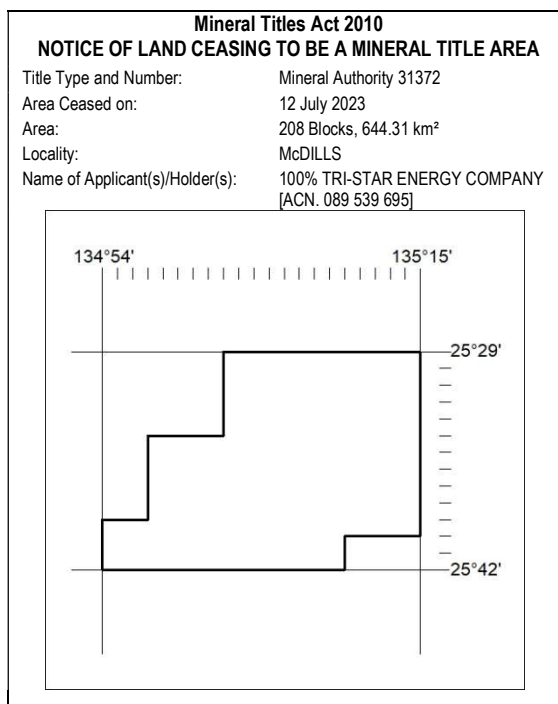 Mineral Titles Act 2010
NOTICE OF LAND CEASING TO BE A MINERAL TITLE AREA
Title Type and Number: Mineral Authority 31372
Area Ceased on: 12 July 2023
Area: 208 Blocks, 644.31 km²
Locality: McDILLS
Name of Applicant(s)/Holder(s): 100% TRI-STAR ENERGY COMPANY
[ACN. 089 539 695]
134°54' 135°15'
25°29'
25°42'